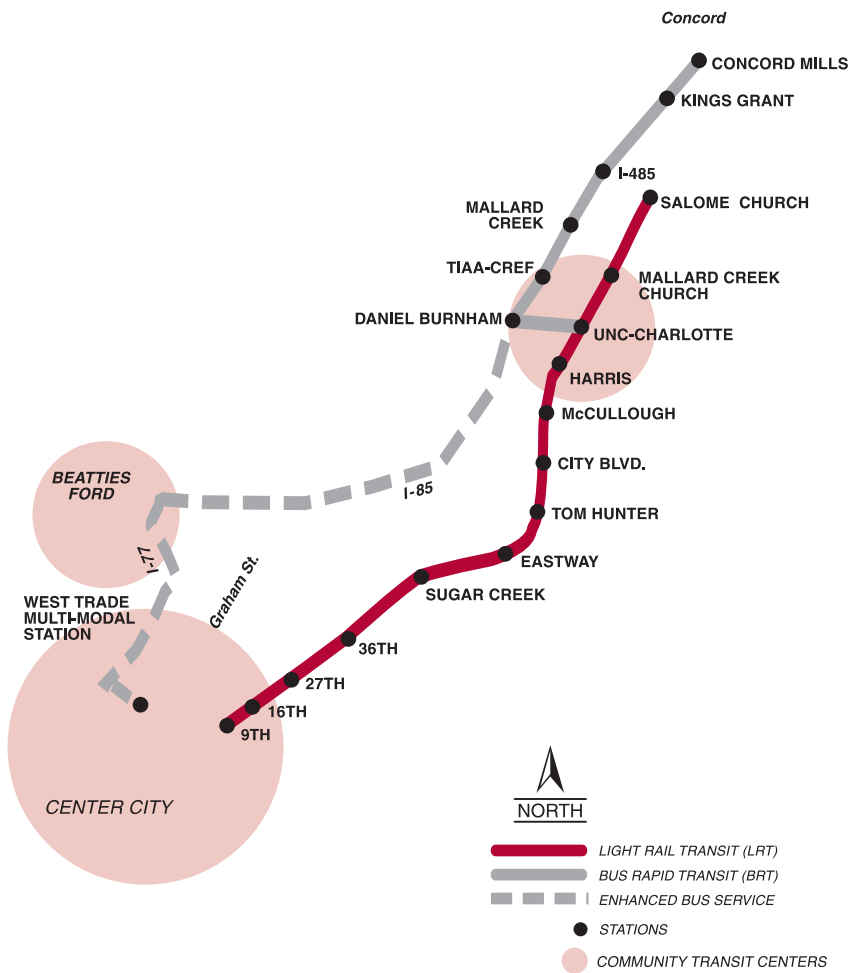 Concord
CONCORD MILLS
KINGS GRANT
I-485
SALOME CHURCH
MALLARD
CREEK
TIAA-CREF
MALLARD CREEK
CHURCH
DANIEL BURNHAM
UNC-CHARLOTTE
HARRIS
McCULLOUGH
CITY BLVD.
BEATTIES
FORD
I-85
TOM HUNTER
EASTWAY
I-77
SUGAR CREEK
Graham St.
WEST TRADE
MULTI-MODAL
STATION
36TH
27TH
16TH
9TH
CENTER CITY
NORTH
LIGHT RAIL TRANSIT (LRT)
BUS RAPID TRANSIT (BRT)
ENHANCED BUS SERVICE
STATIONS
COMMUNITY TRANSIT CENTERS